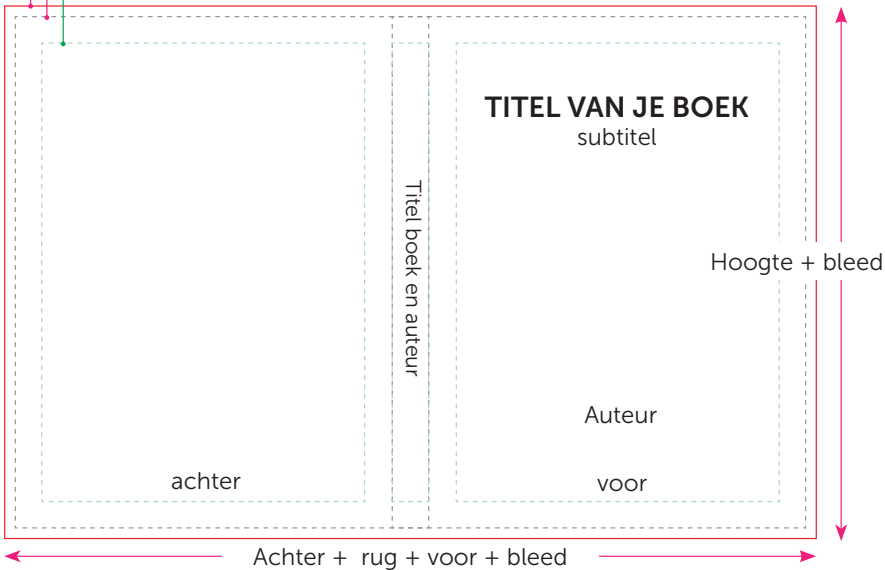 TITEL VAN JE BOEK
subtitel
Titel boek en auteur
Hoogte + bleed
Auteur
achter
voor
Achter + rug + voor + bleed